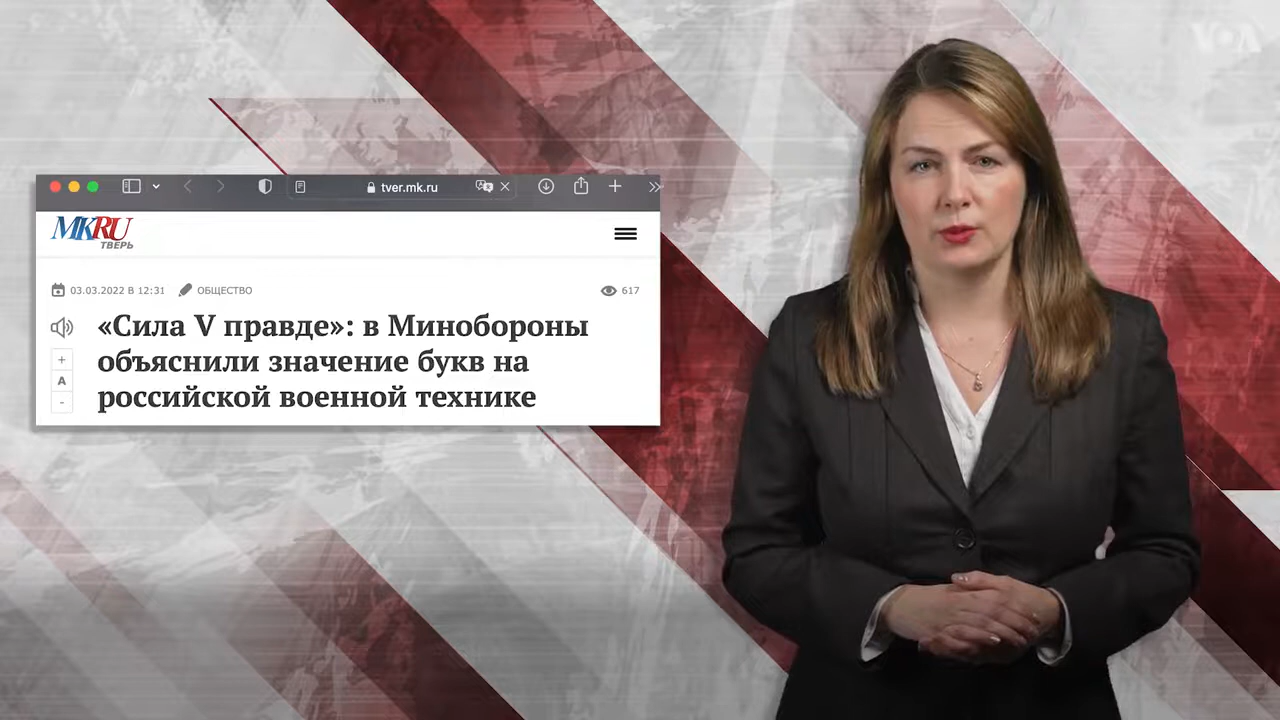 VOA
tver.mk.ru
MKRU
ТВЕРЬ
03.03.2022 В 12:31 ОБЩЕСТВО 617
«Сила V правде»: в Минобороны
+
объяснили значение букв на
A
российской военной технике
-